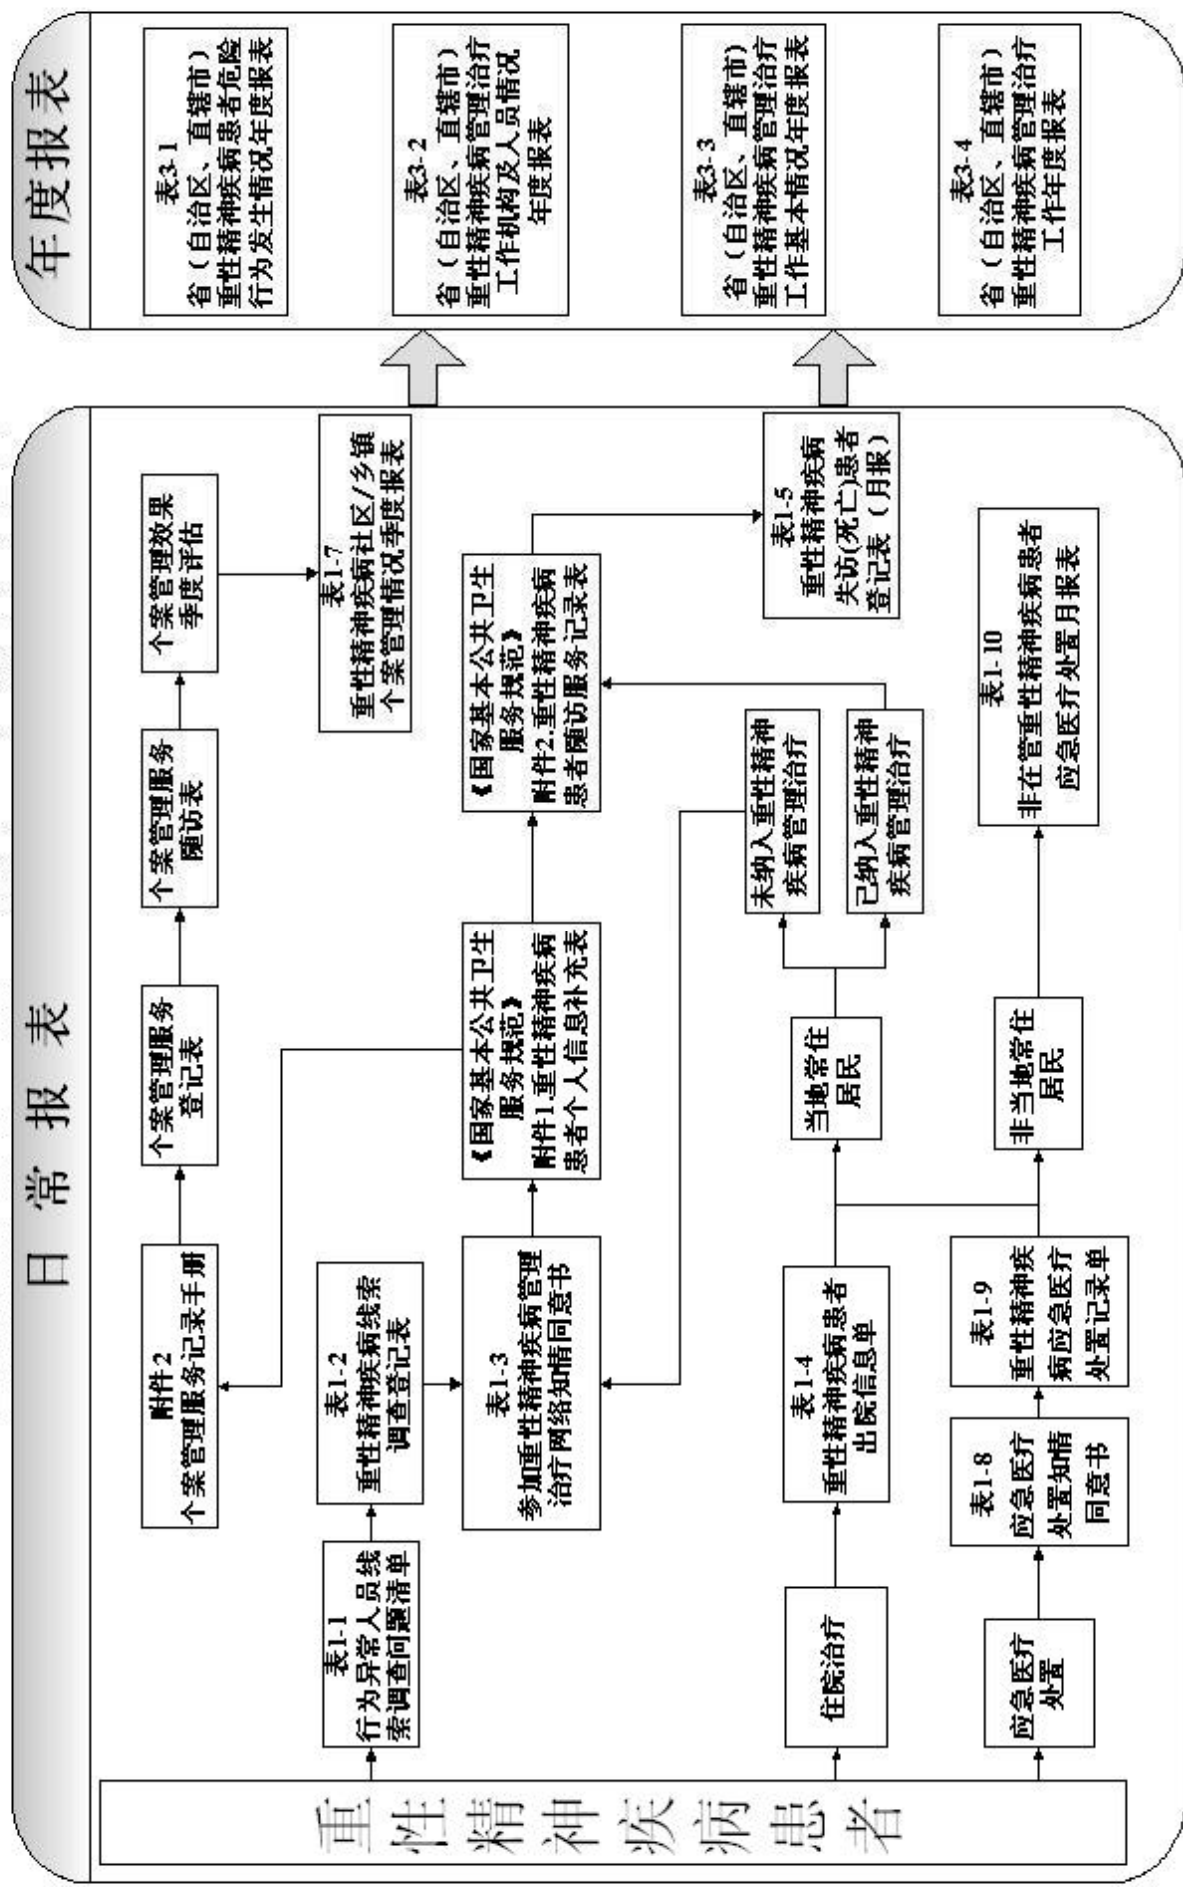 日常报表
重性精神疾病患者
附件2
个案管理服务记录手册
个案管理服务
登记表
个案管理服务
随访表
个案管理效果
季度评估
表1-7
重性精神疾病社区/乡镇
个案管理情况季度报表
表1-1
行为异常人员线
索调查问题清单
表1-2
重性精神疾病线索
调查登记表
表1-3
参加重性精神疾病管理
治疗网络知情同意书
《国家基本公共卫生
服务规范》
附件1.重性精神疾病
患者个人信息补充表
《国家基本公共卫生
服务规范》
附件2.重性精神疾病
患者随访服务记录表
表1-5
重性精神疾病
失访(死亡)患者
登记表（月报）
住院治疗
表1-4
重性精神疾病患者
出院信息单
当地常住
居民
未纳入重性精神
疾病管理治疗
已纳入重性精神
疾病管理治疗
应急医疗
处置
表1-8
应急医疗
处置知情
同意书
表1-9
重性精神疾
病应急医疗
处置记录单
非当地常住
居民
表1-10
非在管重性精神疾病患者
应急医疗处置月报表
年度报表
表3-1
省（自治区、直辖市）
重性精神疾病患者危险
行为发生情况年度报表
表3-2
省（自治区、直辖市）
重性精神疾病管理治疗
工作机构及人员情况
年度报表
表3-3
省（自治区、直辖市)
重性精神疾病管理治疗
工作基本情况年度报表
表3-4
省（自治区、直辖市）
重性精神疾病管理治疗
工作年度报表